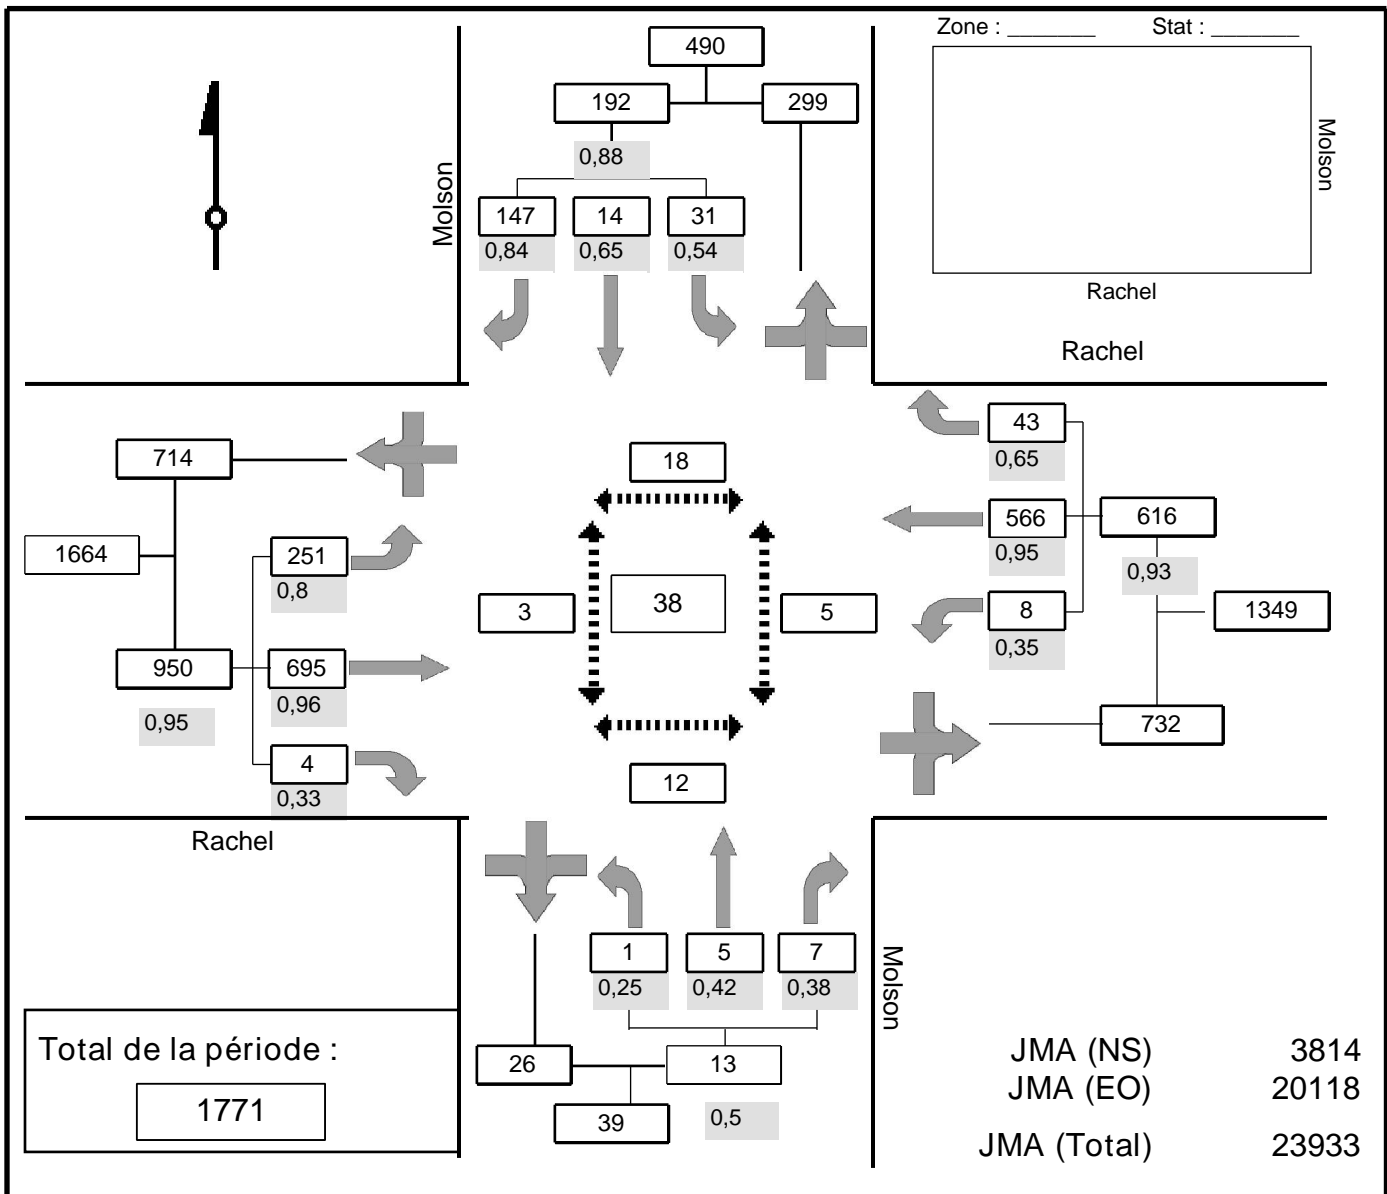 Zone : _______ Stat : _______
Molson
Rachel
490
192 299
0,88
147 14 31
0,84 0,65 0,54
Molson
Rachel
714
1664
251
0,8
950 695
0,95 0,96
4
0,33
18
3 38 5
12
43
0,65
566 616
0,95 0,93
8 1349
0,35
732
Rachel
1 5 7
0,25 0,42 0,38
26 13
39 0,5
Molson
Total de la période :
1771
JMA (NS) 3814
JMA (EO) 20118
JMA (Total) 23933